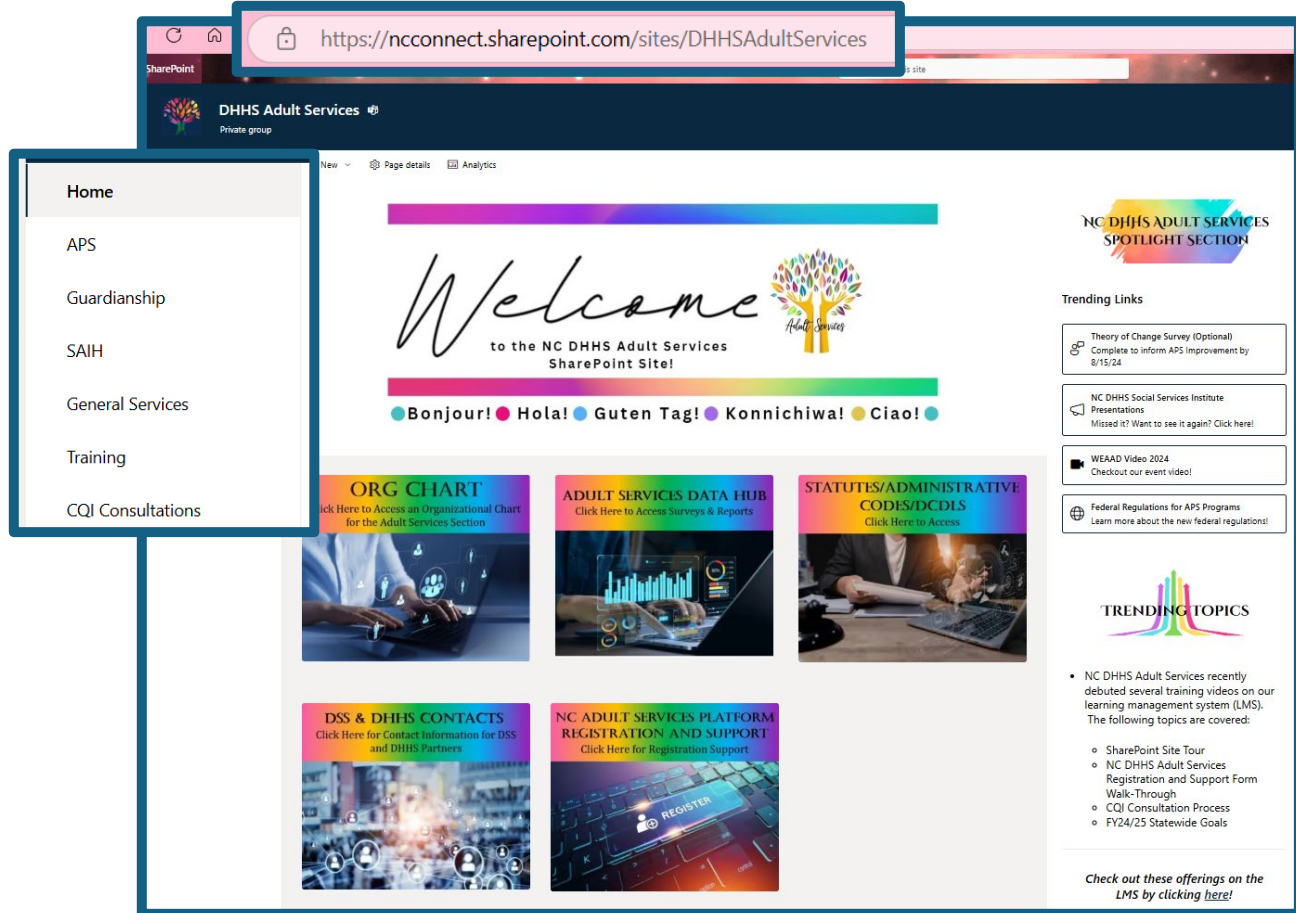 https://ncconnect.sharepoint.com/sites/DHHSAdultServices
SharePoint
is site
DHHS Adult Services
Private group
New
Page details
Analytics
Home
APS
Guardianship
SAIH
General Services
Training
CQI Consultations
Welcome
Adult Services
to the NC DHHS Adult Services
SharePoint Site!
Bonjour! Hola! Guten Tag! Konnichiwa! Ciao!
ORG CHART
ick Here to Access an Organizational Chart
for the Adult Services Section
ADULT SERVICES DATA HUB
Click Here to Access Surveys & Reports
STATUTES/ADMINISTRATIVE
CODES/DCDLS
Click Here to Access
DSS & DHHS CONTACTS
Click Here for Contact Information for DSS
and DHHS Partners
NC ADULT SERVICES PLATFORM
REGISTRATION AND SUPPORT
Click Here for Registration Support
REGISTER
NC DHHS ADULT SERVICES
SPOTLIGHT SECTION
Trending Links
Theory of Change Survey (Optional)
Complete to inform APS Improvement by
8/15/24
NC DHHS Social Services Institute
Presentations
Missed it? Want to see it again? Click here!
WEAAD Video 2024
Checkout our event video!
Federal Regulations for APS Programs
Learn more about the new federal regulations!
TRENDING TOPICS
• NC DHHS Adult Services recently
debuted several training videos on our
learning management system (LMS).
The following topics are covered:
SharePoint Site Tour
NC DHHS Adult Services
Registration and Support Form
Walk-Through
CQI Consultation Process
FY24/25 Statewide Goals
Check out these offerings on the
LMS by clicking here!